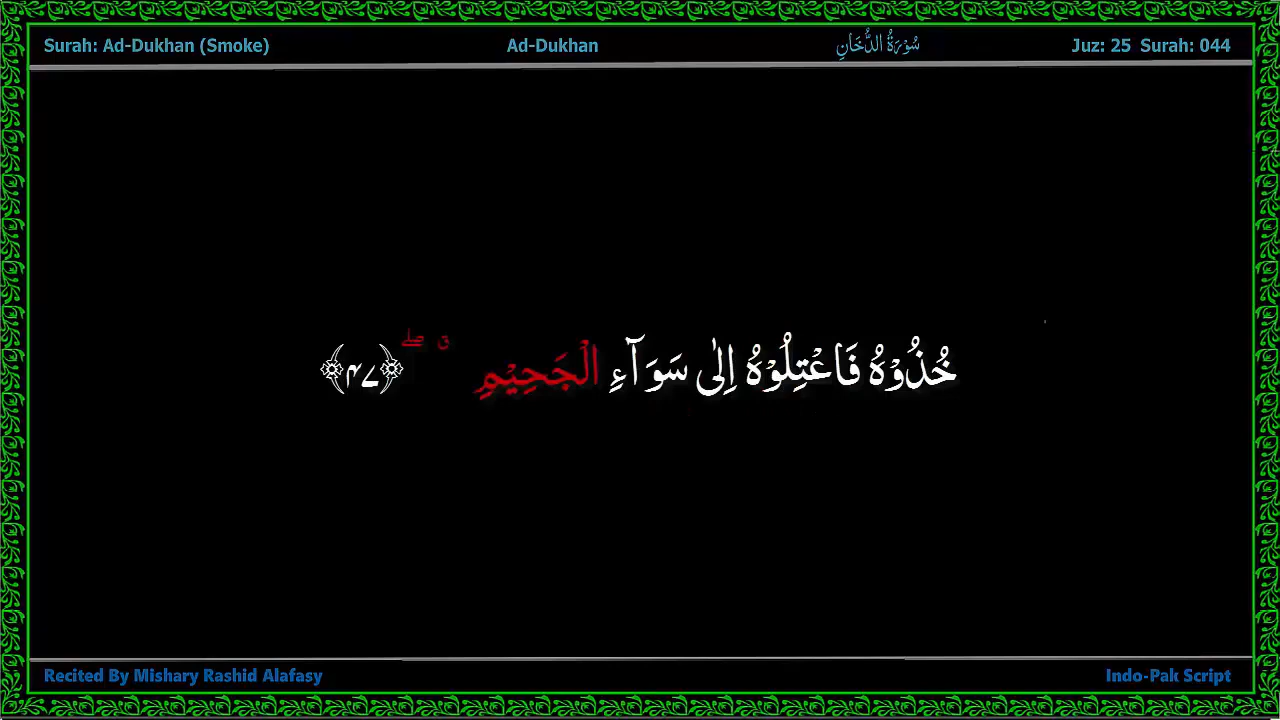 Surah: Ad-Dukhan (Smoke) Ad-Dukhan سُوْرَةُ الدُّخَانِ Juz: 25 Surah: 044
خُذُوْهُ فَاعْتِلُوْهُ اِلٰى سَوَآءِ الْجَحِيْمِ ق صلے ﴿۴۷﴾
Recited By Mishary Rashid Alafasy Indo-Pak Script